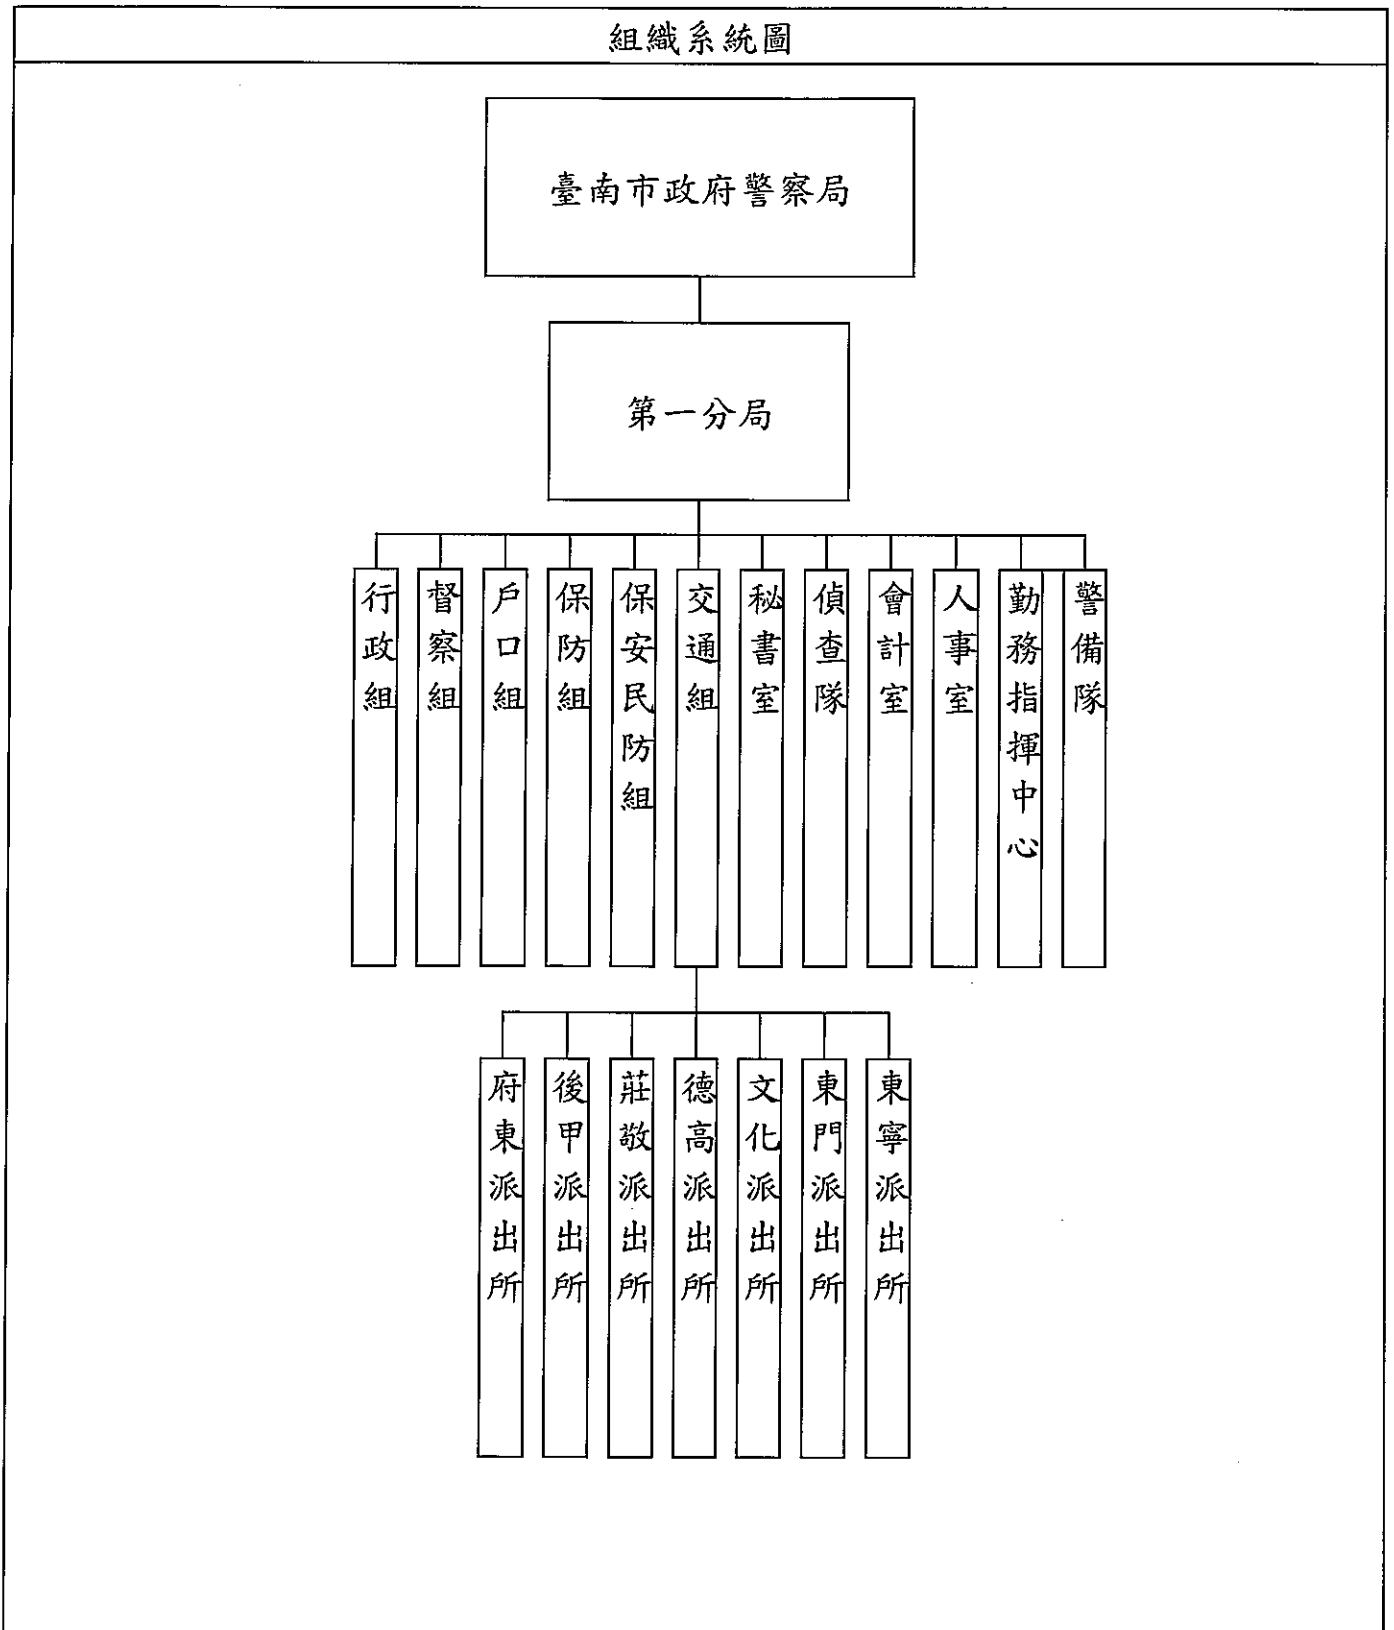 組織系統圖
臺南市政府警察局
第一分局
行政組
督察組
戶口組
保防組
保安民防組
交通組
秘書室
偵查隊
會計室
人事室
勤務指揮中心
警備隊
府東派出所
後甲派出所
莊敬派出所
德高派出所
文化派出所
東門派出所
東寧派出所